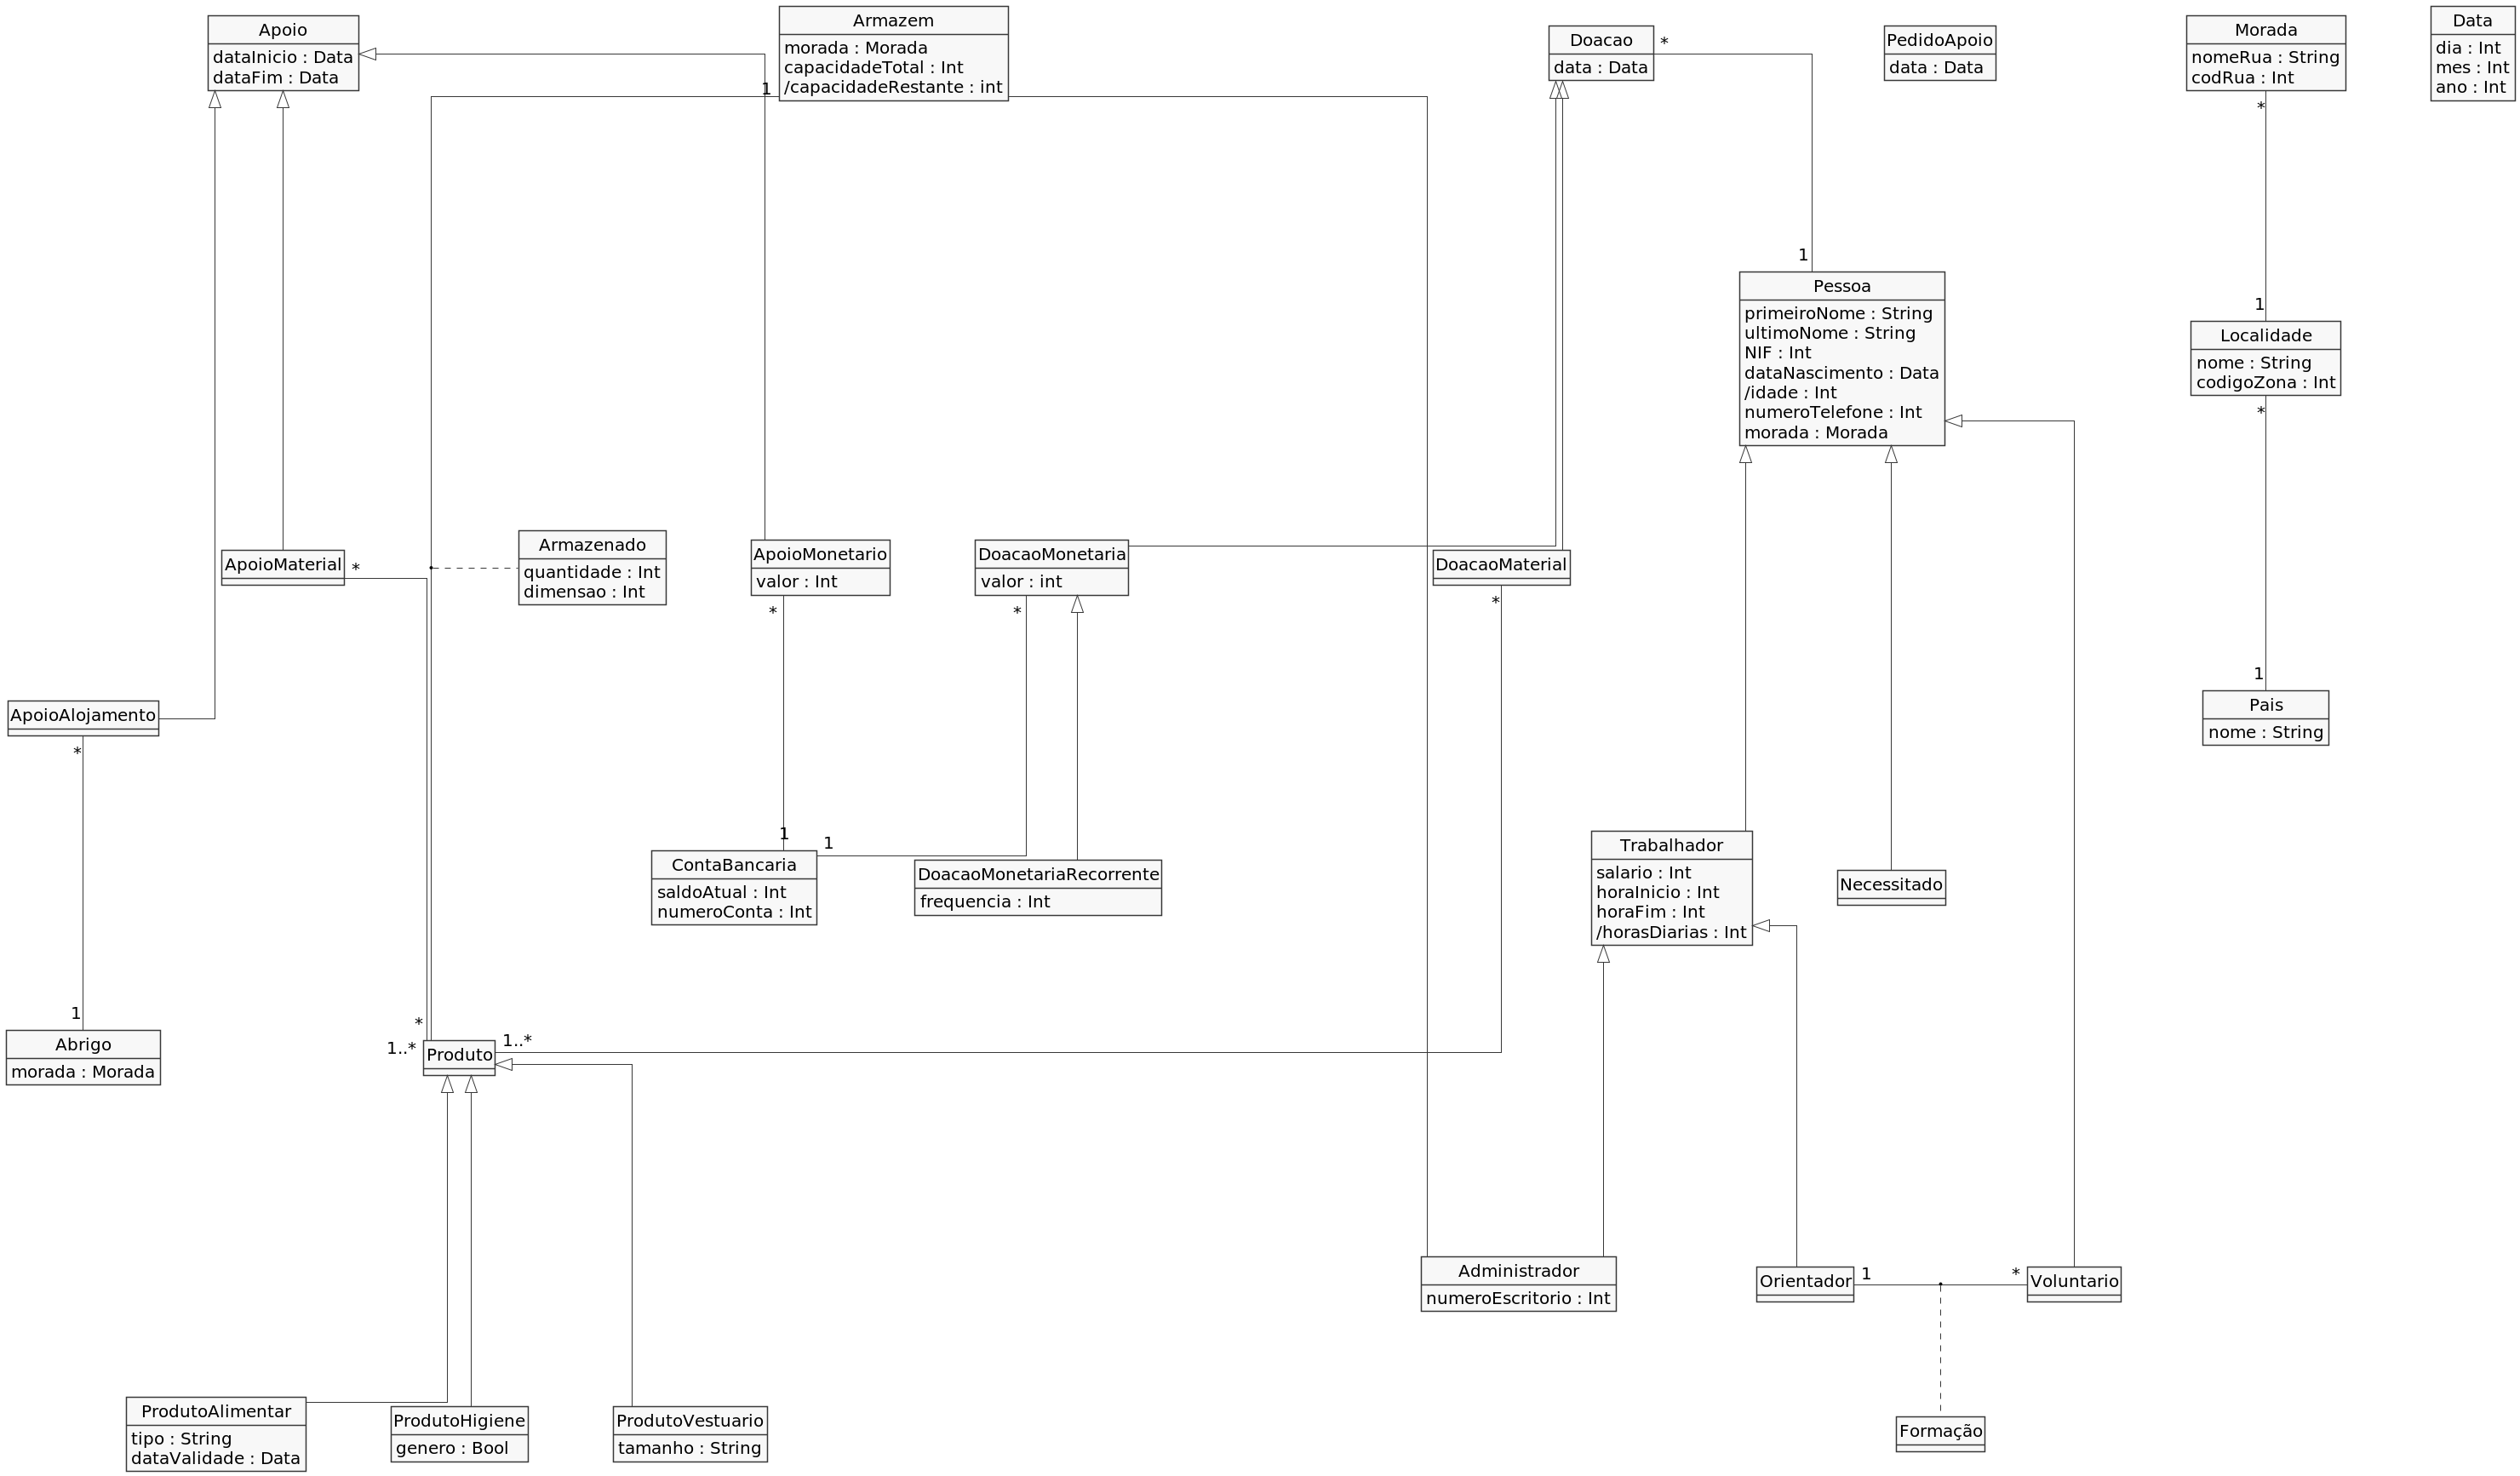 Apoio
dataInicio : Data
dataFim : Data
Armazem
morada : Morada
capacidadeTotal : Int
/capacidadeRestante : int
1
Doacao
data : Data
*
1
PedidoApoio
data : Data
Morada
nomeRua : String
codRua : Int
*
1
Data
dia : Int
mes : Int
ano : Int
Pessoa
primeiroNome : String
ultimoNome : String
NIF : Int
dataNascimento : Data
/idade : Int
numeroTelefone : Int
morada : Morada
Localidade
nome : String
codigoZona : Int
*
1
ApoioMaterial
*
Armazenado
quantidade : Int
dimensao : Int
ApoioMonetario
valor : Int
*
1
DoacaoMonetaria
valor : int
*
1
DoacaoMaterial
*
ApoioAlojamento
*
1
Pais
nome : String
ContaBancaria
saldoAtual : Int
numeroConta : Int
DoacaoMonetariaRecorrente
frequencia : Int
Trabalhador
salario : Int
horaInicio : Int
horaFim : Int
/horasDiarias : Int
Necessitado
Abrigo
morada : Morada
*
1..*
Produto
1..*
Administrador
numeroEscritorio : Int
Orientador
1
*
Voluntario
ProdutoAlimentar
tipo : String
dataValidade : Data
ProdutoHigiene
genero : Bool
ProdutoVestuario
tamanho : String
Formação